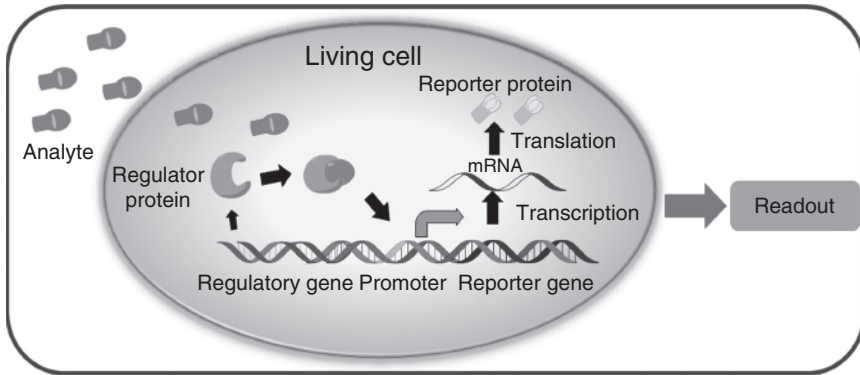 Living cell
Reporter protein
Analyte
Translation
mRNA
Regulator
protein
Transcription
Readout
Regulatory gene Promoter Reporter gene